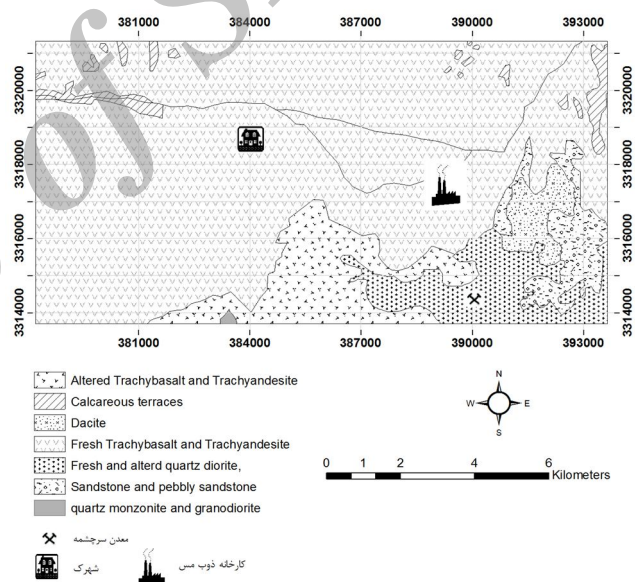 of S
381000 384000 387000 390000 393000
3320000 3320000
3318000 3318000
3316000 3316000
3314000 3314000
381000 384000 387000 390000 393000
Altered Trachybasalt and Trachyandesite
Calcareous terraces
Dacite
Fresh Trachybasalt and Trachyandesite
Fresh and alterd quartz diorite,
Sandstone and pebbly sandstone
quartz monzonite and granodiorite
N
W E
S
0 1 2 4 6
Kilometers
معدن سرچشمه
شهرک
کارخانه ذوب مس